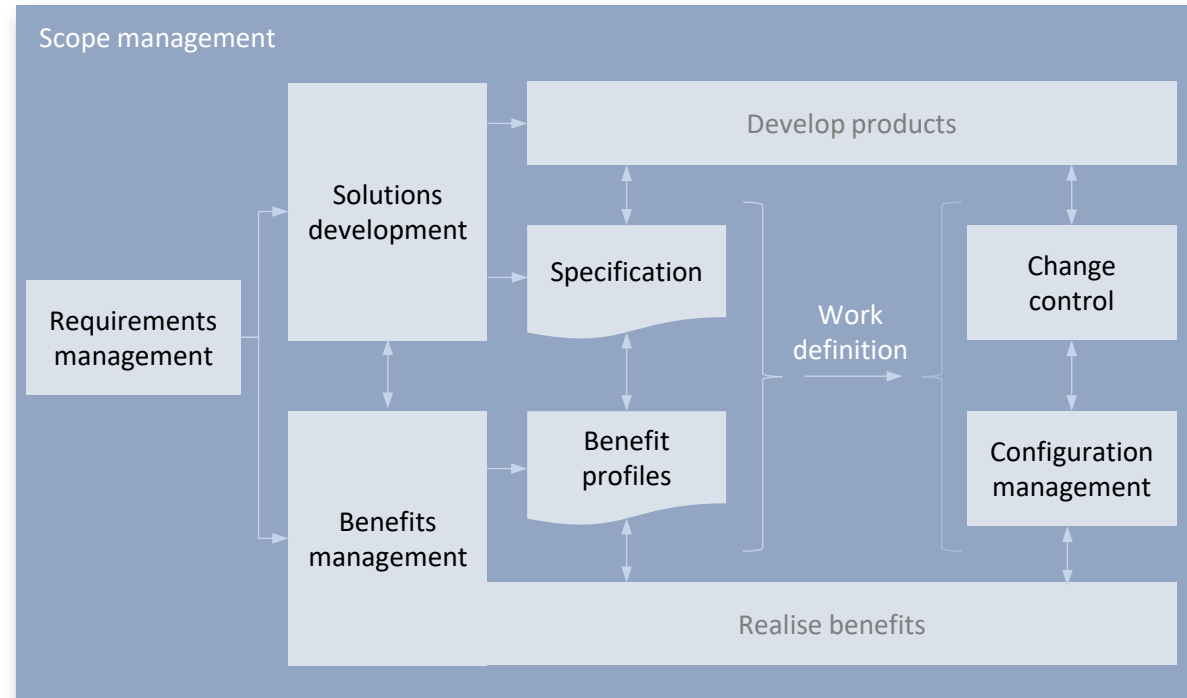 Scope management
Develop products
Solutions
development
Specification
Change
control
Requirements
management
Work
definition
Benefit
profiles
Configuration
management
Benefits
management
Realise benefits